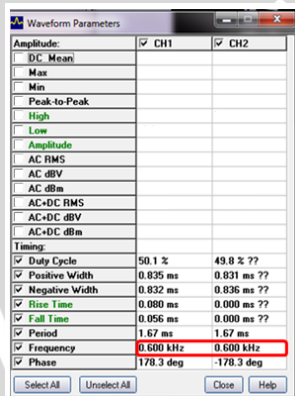 Waveform Parameters
Amplitude: CH1 CH2
DC Mean
Max
Min
Peak-to-Peak
High
Low
Amplitude
AC RMS
AC dBV
AC dBm
AC+DC RMS
AC+DC dBV
AC+DC dBm
Timing:
Duty Cycle 50.1 % 49.8 % ??
Positive Width 0.835 ms 0.831 ms ??
Negative Width 0.832 ms 0.836 ms ??
Rise Time 0.080 ms 0.000 ms ??
Fall Time 0.056 ms 0.000 ms ??
Period 1.67 ms 1.67 ms
Frequency 0.600 kHz 0.600 kHz
Phase 178.3 deg -178.3 deg
Select All Unselect All Close Help